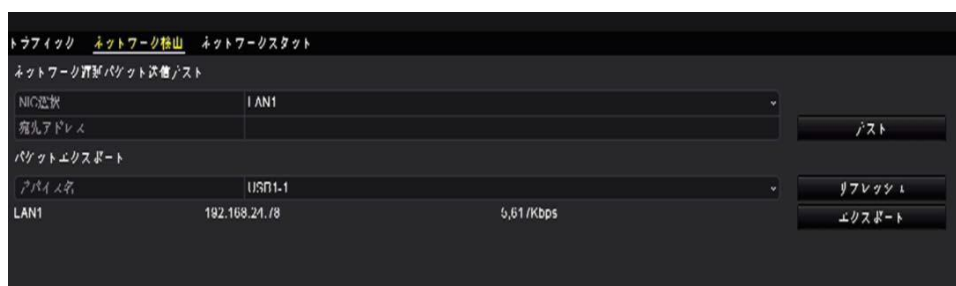 トラフィック ネットワーク検出 ネットワークスタット
ネットワーク遅延パケット送信テスト
NIC選択 LAN1
宛先アドレス テスト
パケットエクスポート
デバイス名 USB1-1 リフレッシュ
LAN1 192.168.24.78 5,617Kbps エクスポート